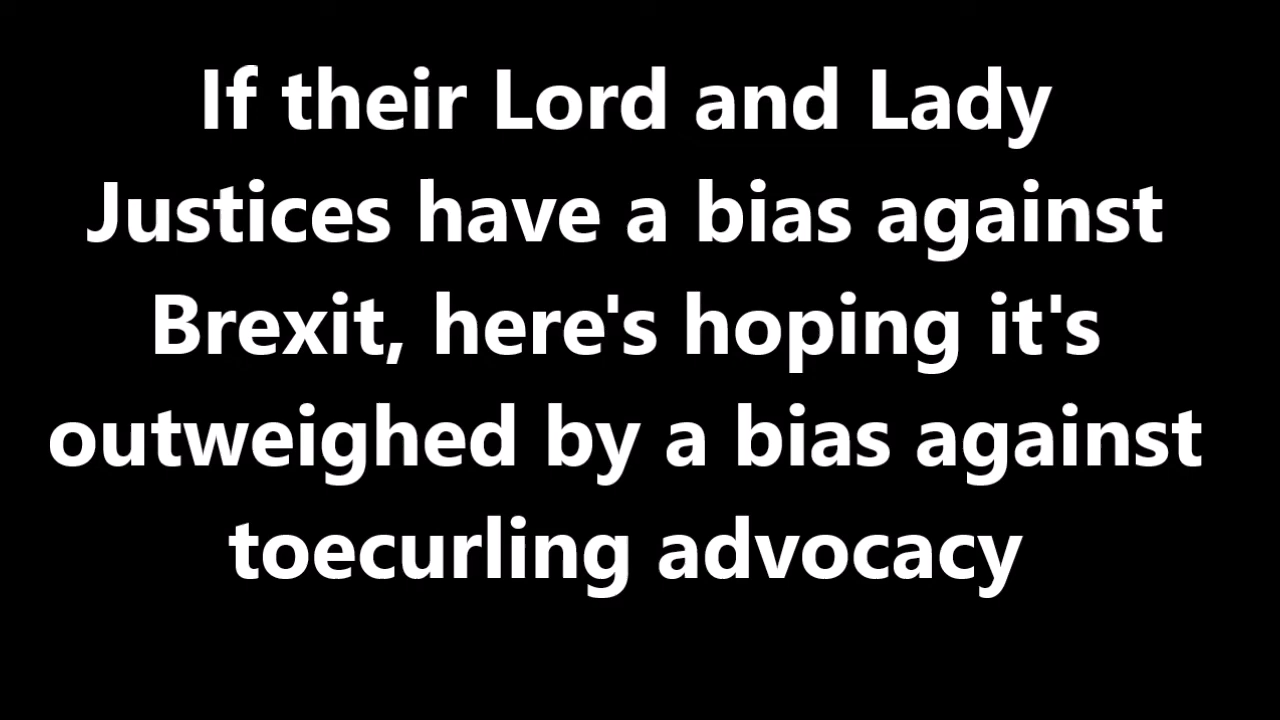 If their Lord and Lady
Justices have a bias against
Brexit, here's hoping it's
outweighed by a bias against
toecurling advocacy